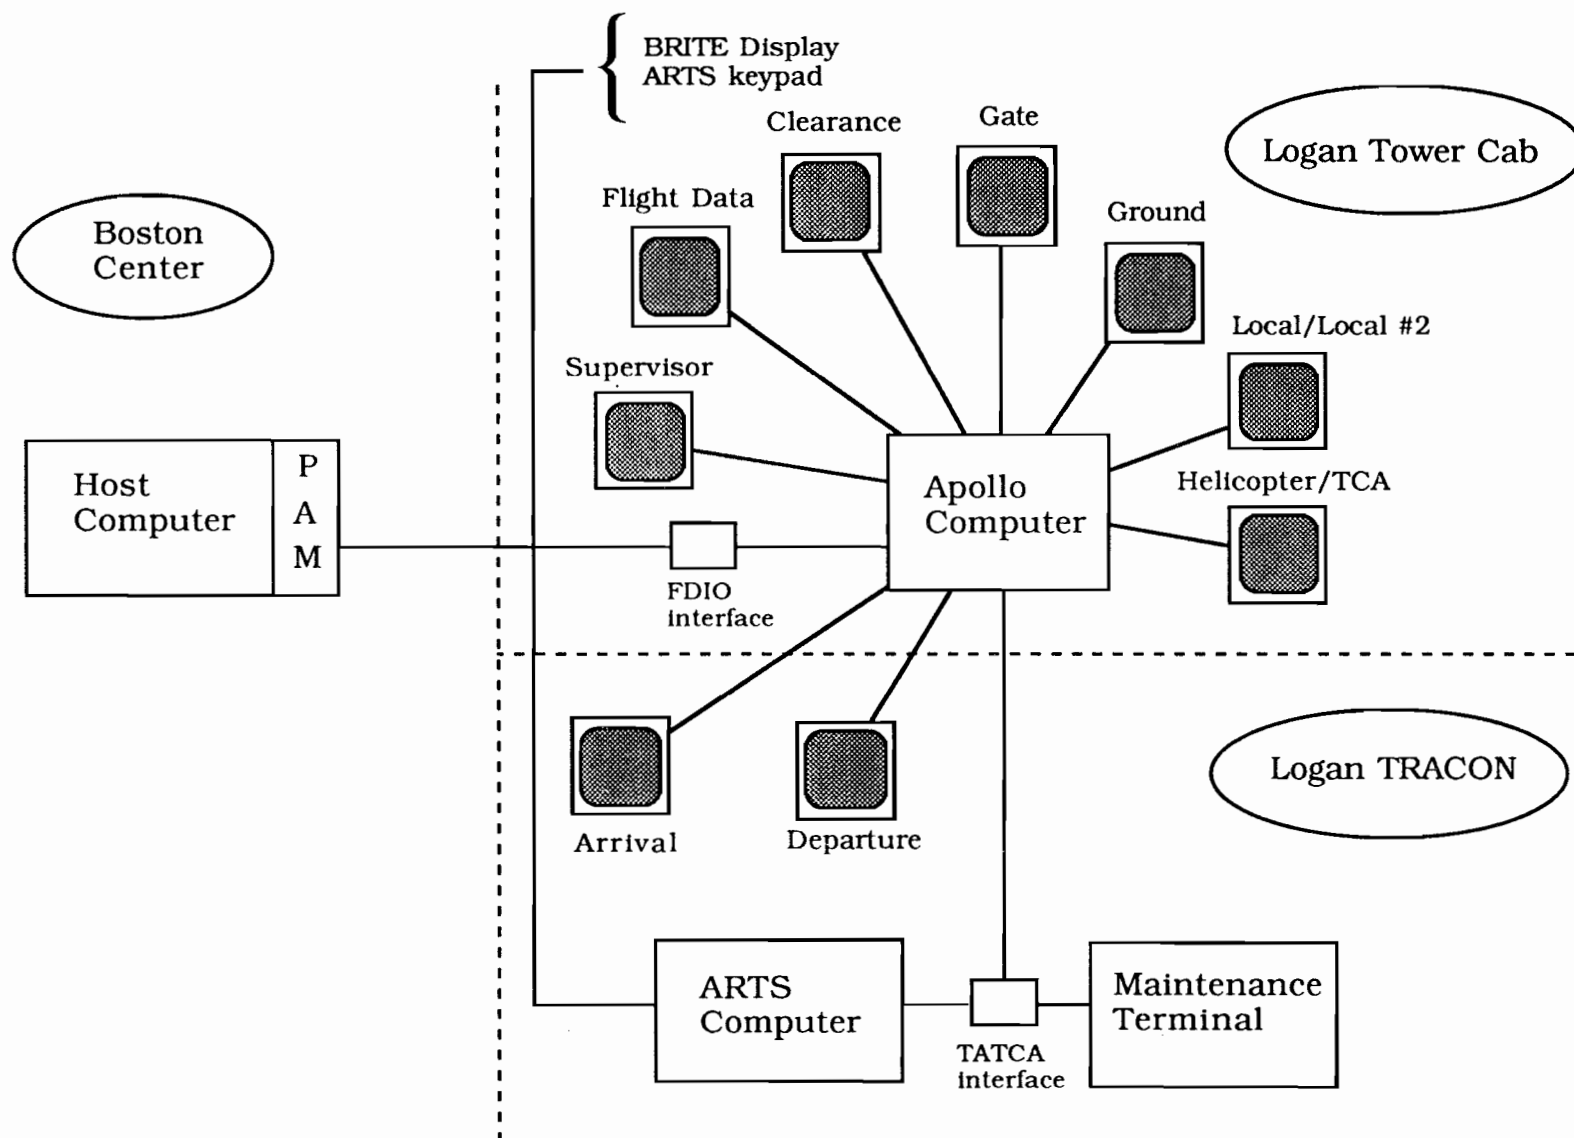 BRITE Display
ARTS keypad
Clearance
Gate
Logan Tower Cab
Flight Data
Ground
Boston
Center
Local/Local #2
Supervisor
Host
Computer
P
A
M
Apollo
Computer
Helicopter/TCA
FDIO
interface
Logan TRACON
Arrival
Departure
ARTS
Computer
Maintenance
Terminal
TATCA
interface